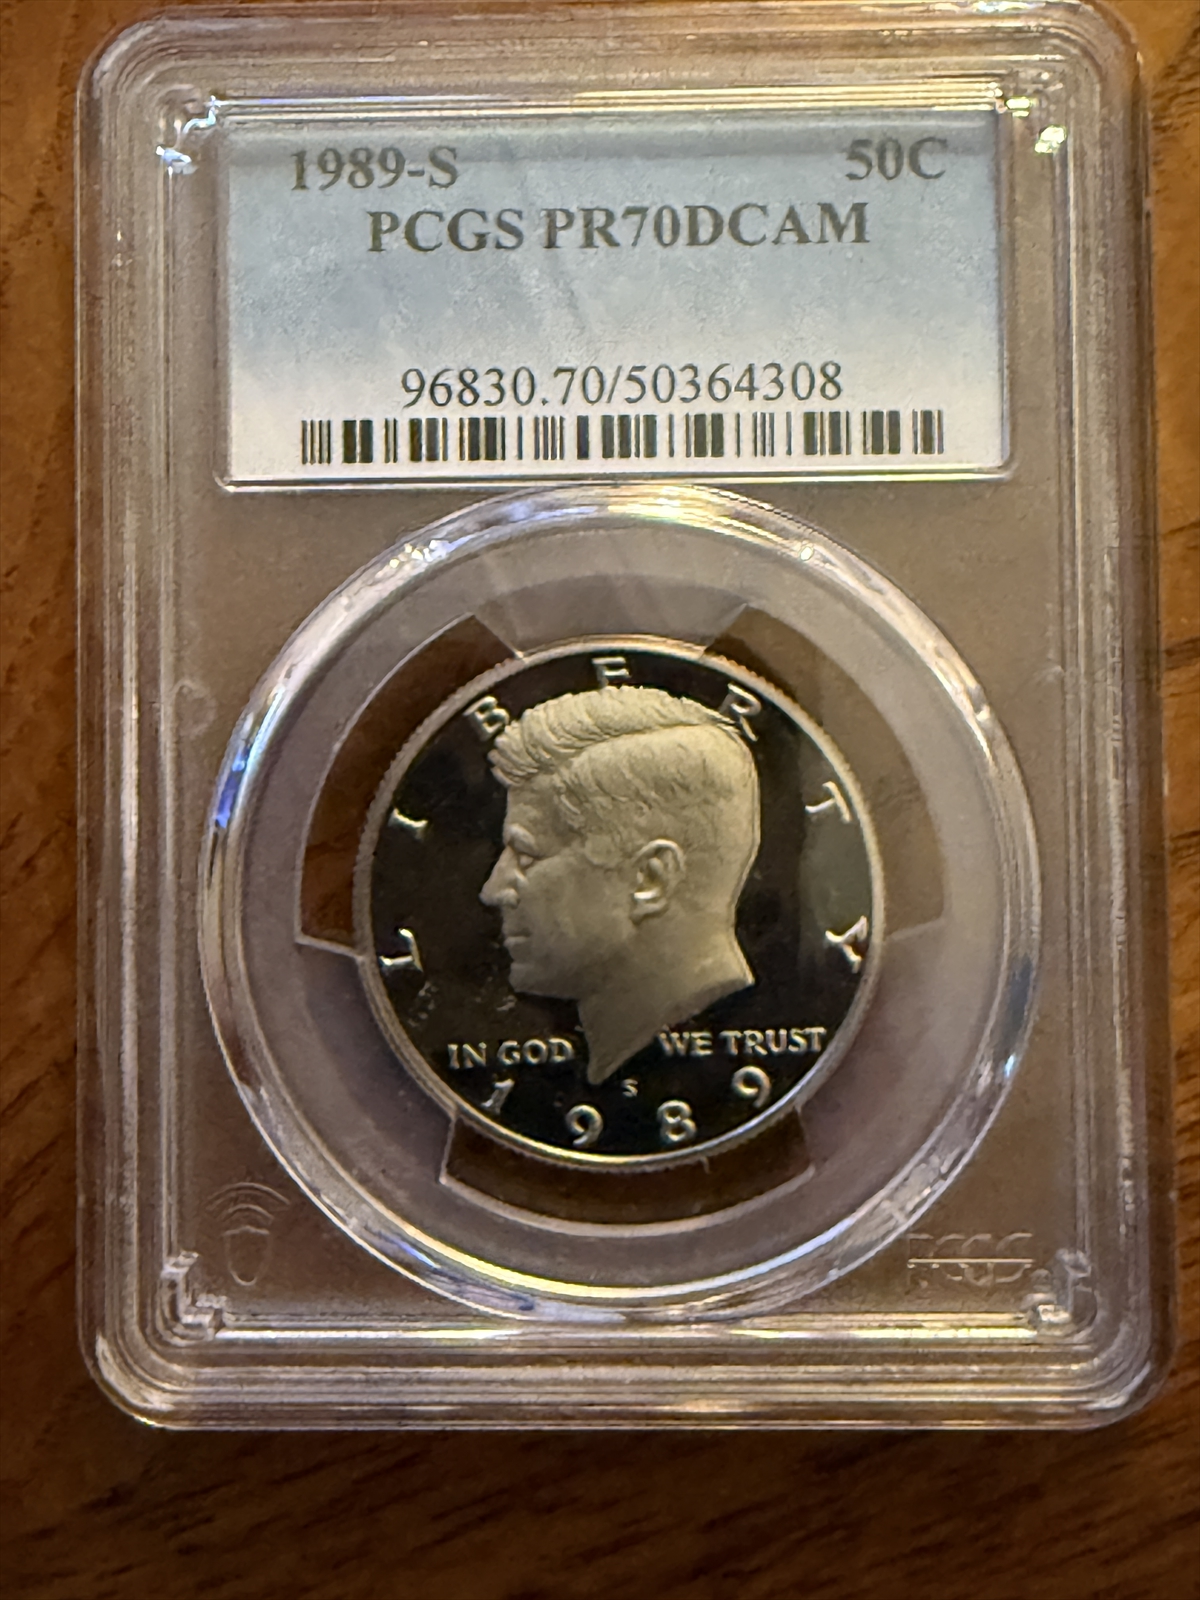 1989-S 50C
PCGS PR70DCAM
96830.70/50364308
LIBERTY
IN GOD WE TRUST
S
1989
PCGS